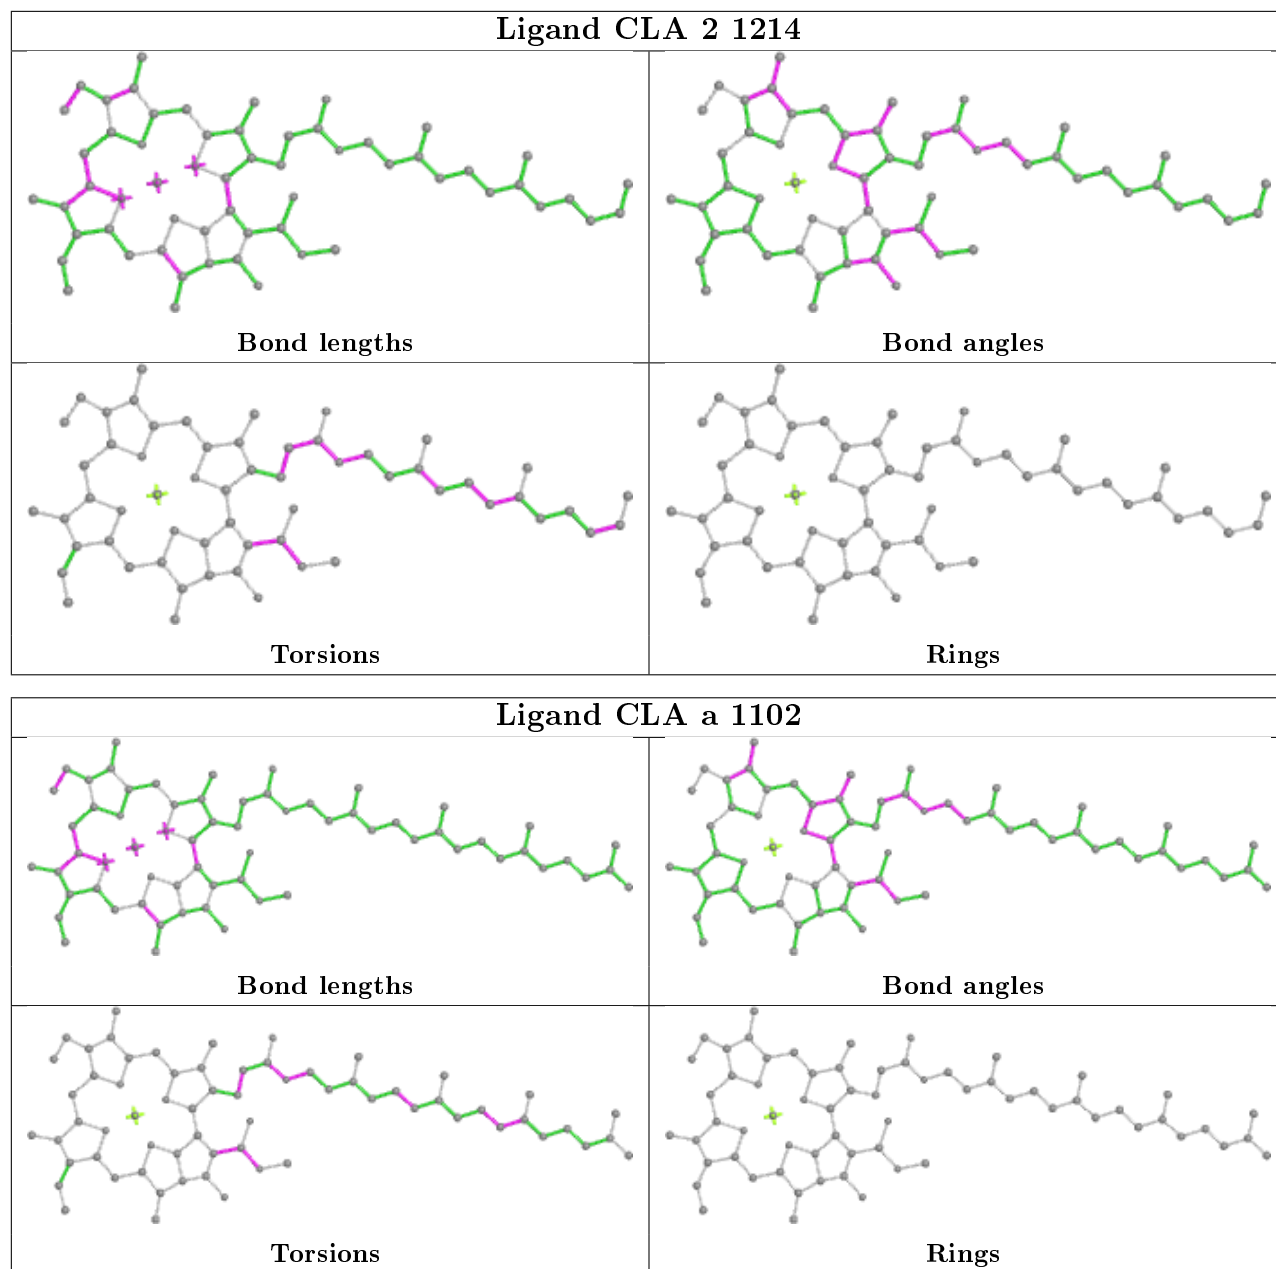 Ligand CLA 2 1214
Bond lengths
Bond angles
Torsions
Rings
Ligand CLA a 1102
Bond lengths
Bond angles
Torsions
Rings